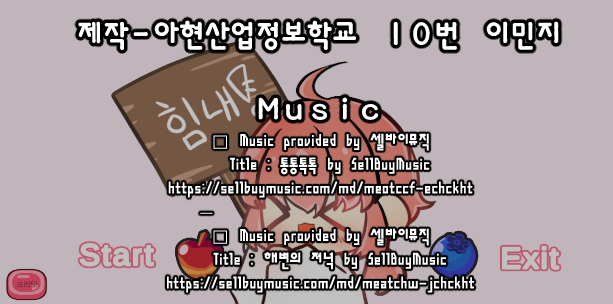 제작-아현산업정보학교 10번 이민지
힘내
Music
□ Music provided by 셀바이뮤직
Title : 통통톡톡 by SellBuyMusic
https://sellbuymusic.com/md/meotccf-echckht
□ Music provided by 셀바이뮤직
Title : 해변의 저녁 by SellBuyMusic
https://sellbuymusic.com/md/meatchw-jchckht
Start
Exit